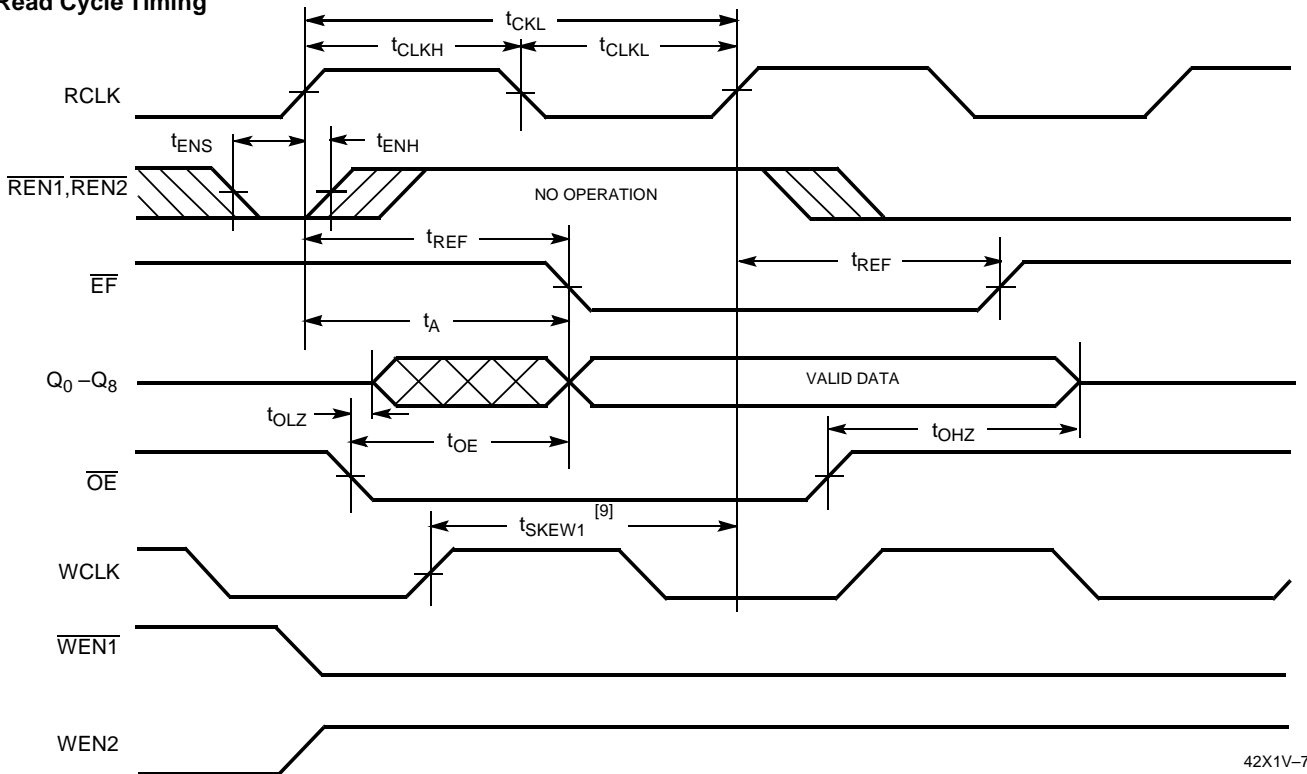 Read Cycle Timing
tCKL
tCLKH
tCLKL
RCLK
tENS
tENH
REN1,REN2
NO OPERATION
tREF
tREF
EF
tA
Q0 –Q8
VALID DATA
tOLZ
tOE
tOHZ
OE
tSKEW1 [9]
WCLK
WEN1
WEN2
42X1V–7